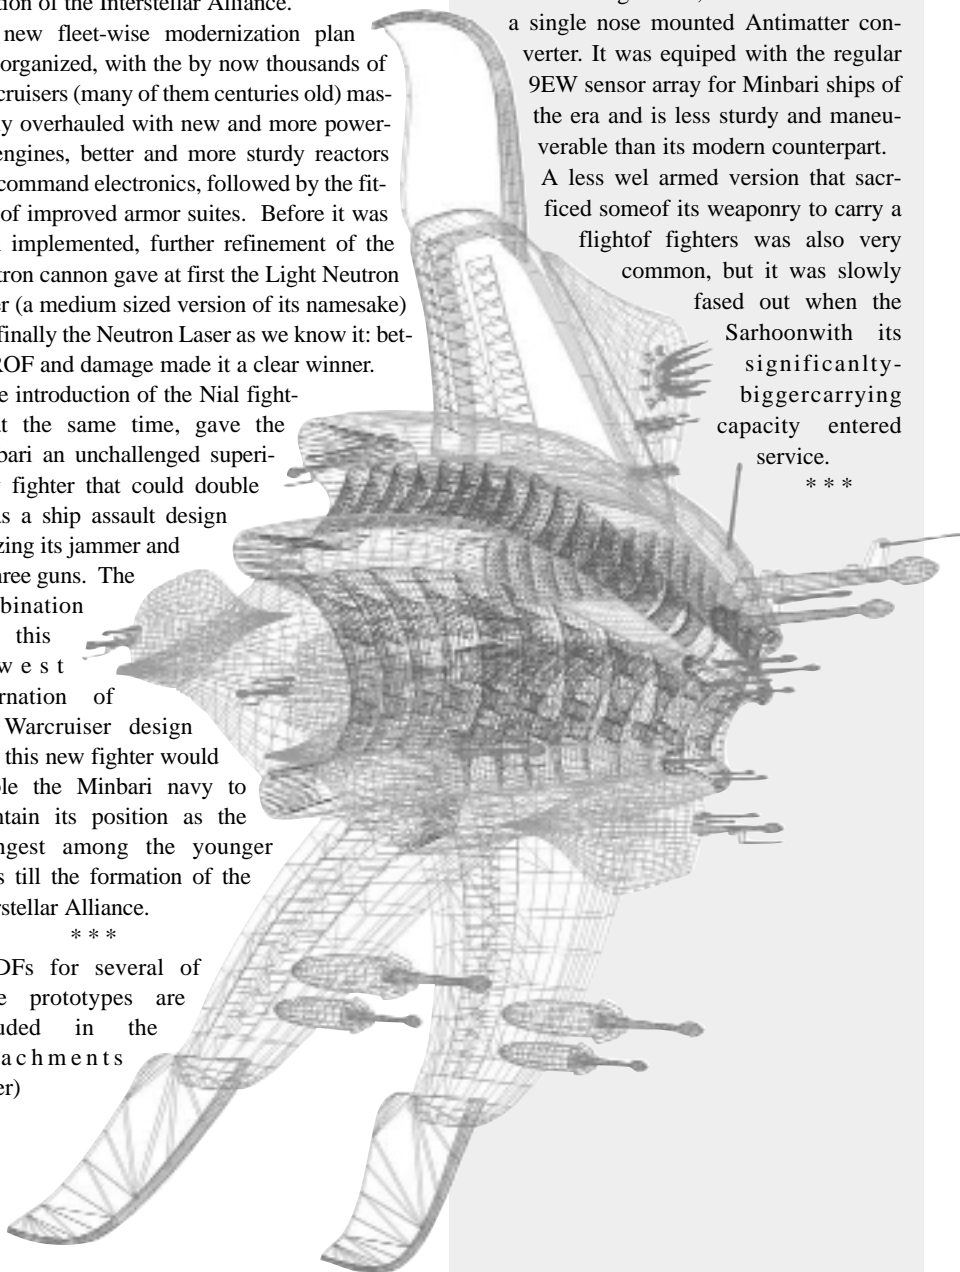 tion of the Interstellar Alliance.
new fleet-wise modernization plan
organized, with the by now thousands of
cruisers (many of them centuries old) mas-
y overhauled with new and more power-
engines, better and more sturdy reactors
command electronics, followed by the fit-
of improved armor suites. Before it was
implemented, further refinement of the
tron cannon gave at first the Light Neutron
er (a medium sized version of its namesake)
finally the Neutron Laser as we know it: bet-
ROF and damage made it a clear winner.
e introduction of the Nial fight-
at the same time, gave the
bari an unchallenged superi-
fighter that could double
as a ship assault design
zing its jammer and
hree guns. The
bination
this
west
rnation of
Warcruiser design
this new fighter would
ble the Minbari navy to
ntain its position as the
ngest among the younger
s till the formation of the
rstellar Alliance.
* * *
DFs for several of
e prototypes are
uded in the
achments
er)
a single nose mounted Antimatter con-
verter. It was equiped with the regular
9EW sensor array for Minbari ships of
the era and is less sturdy and maneu-
verable than its modern counterpart.
A less wel armed version that sacr-
ficed someof its weaponry to carry a
flightof fighters was also very
common, but it was slowly
fased out when the
Sarhoonwith its
significanlty-
biggercarrying
capacity entered
service.
* * *